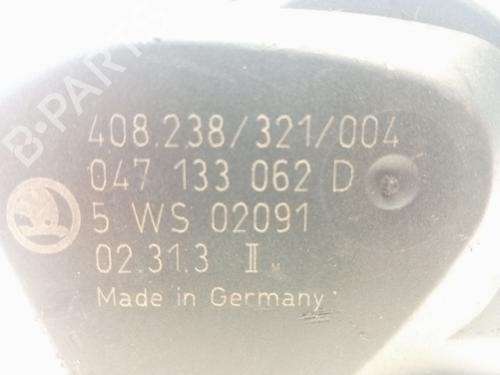 B-PARTS
408.238/321/004
047 133 062 D
5 WS 02091
02.31.3 II M
Made in Germany